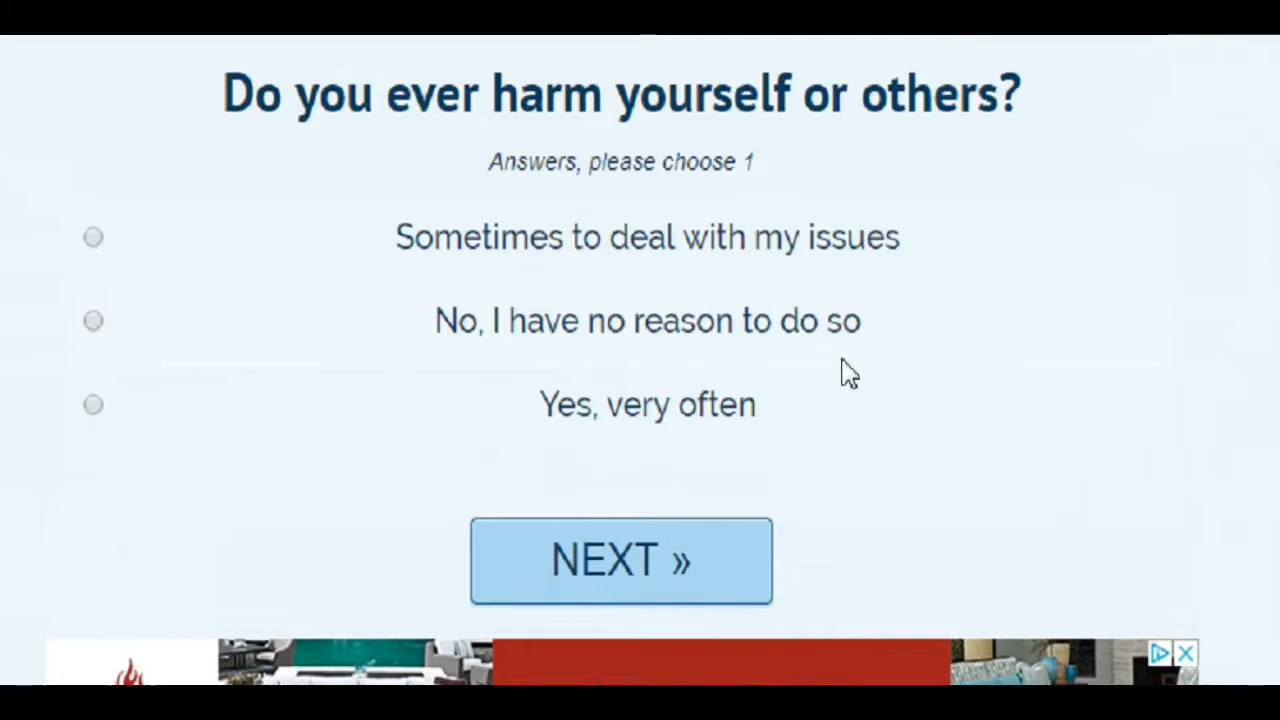 Do you ever harm yourself or others?
Answers, please choose 1
Sometimes to deal with my issues
No, I have no reason to do so
Yes, very often
NEXT »